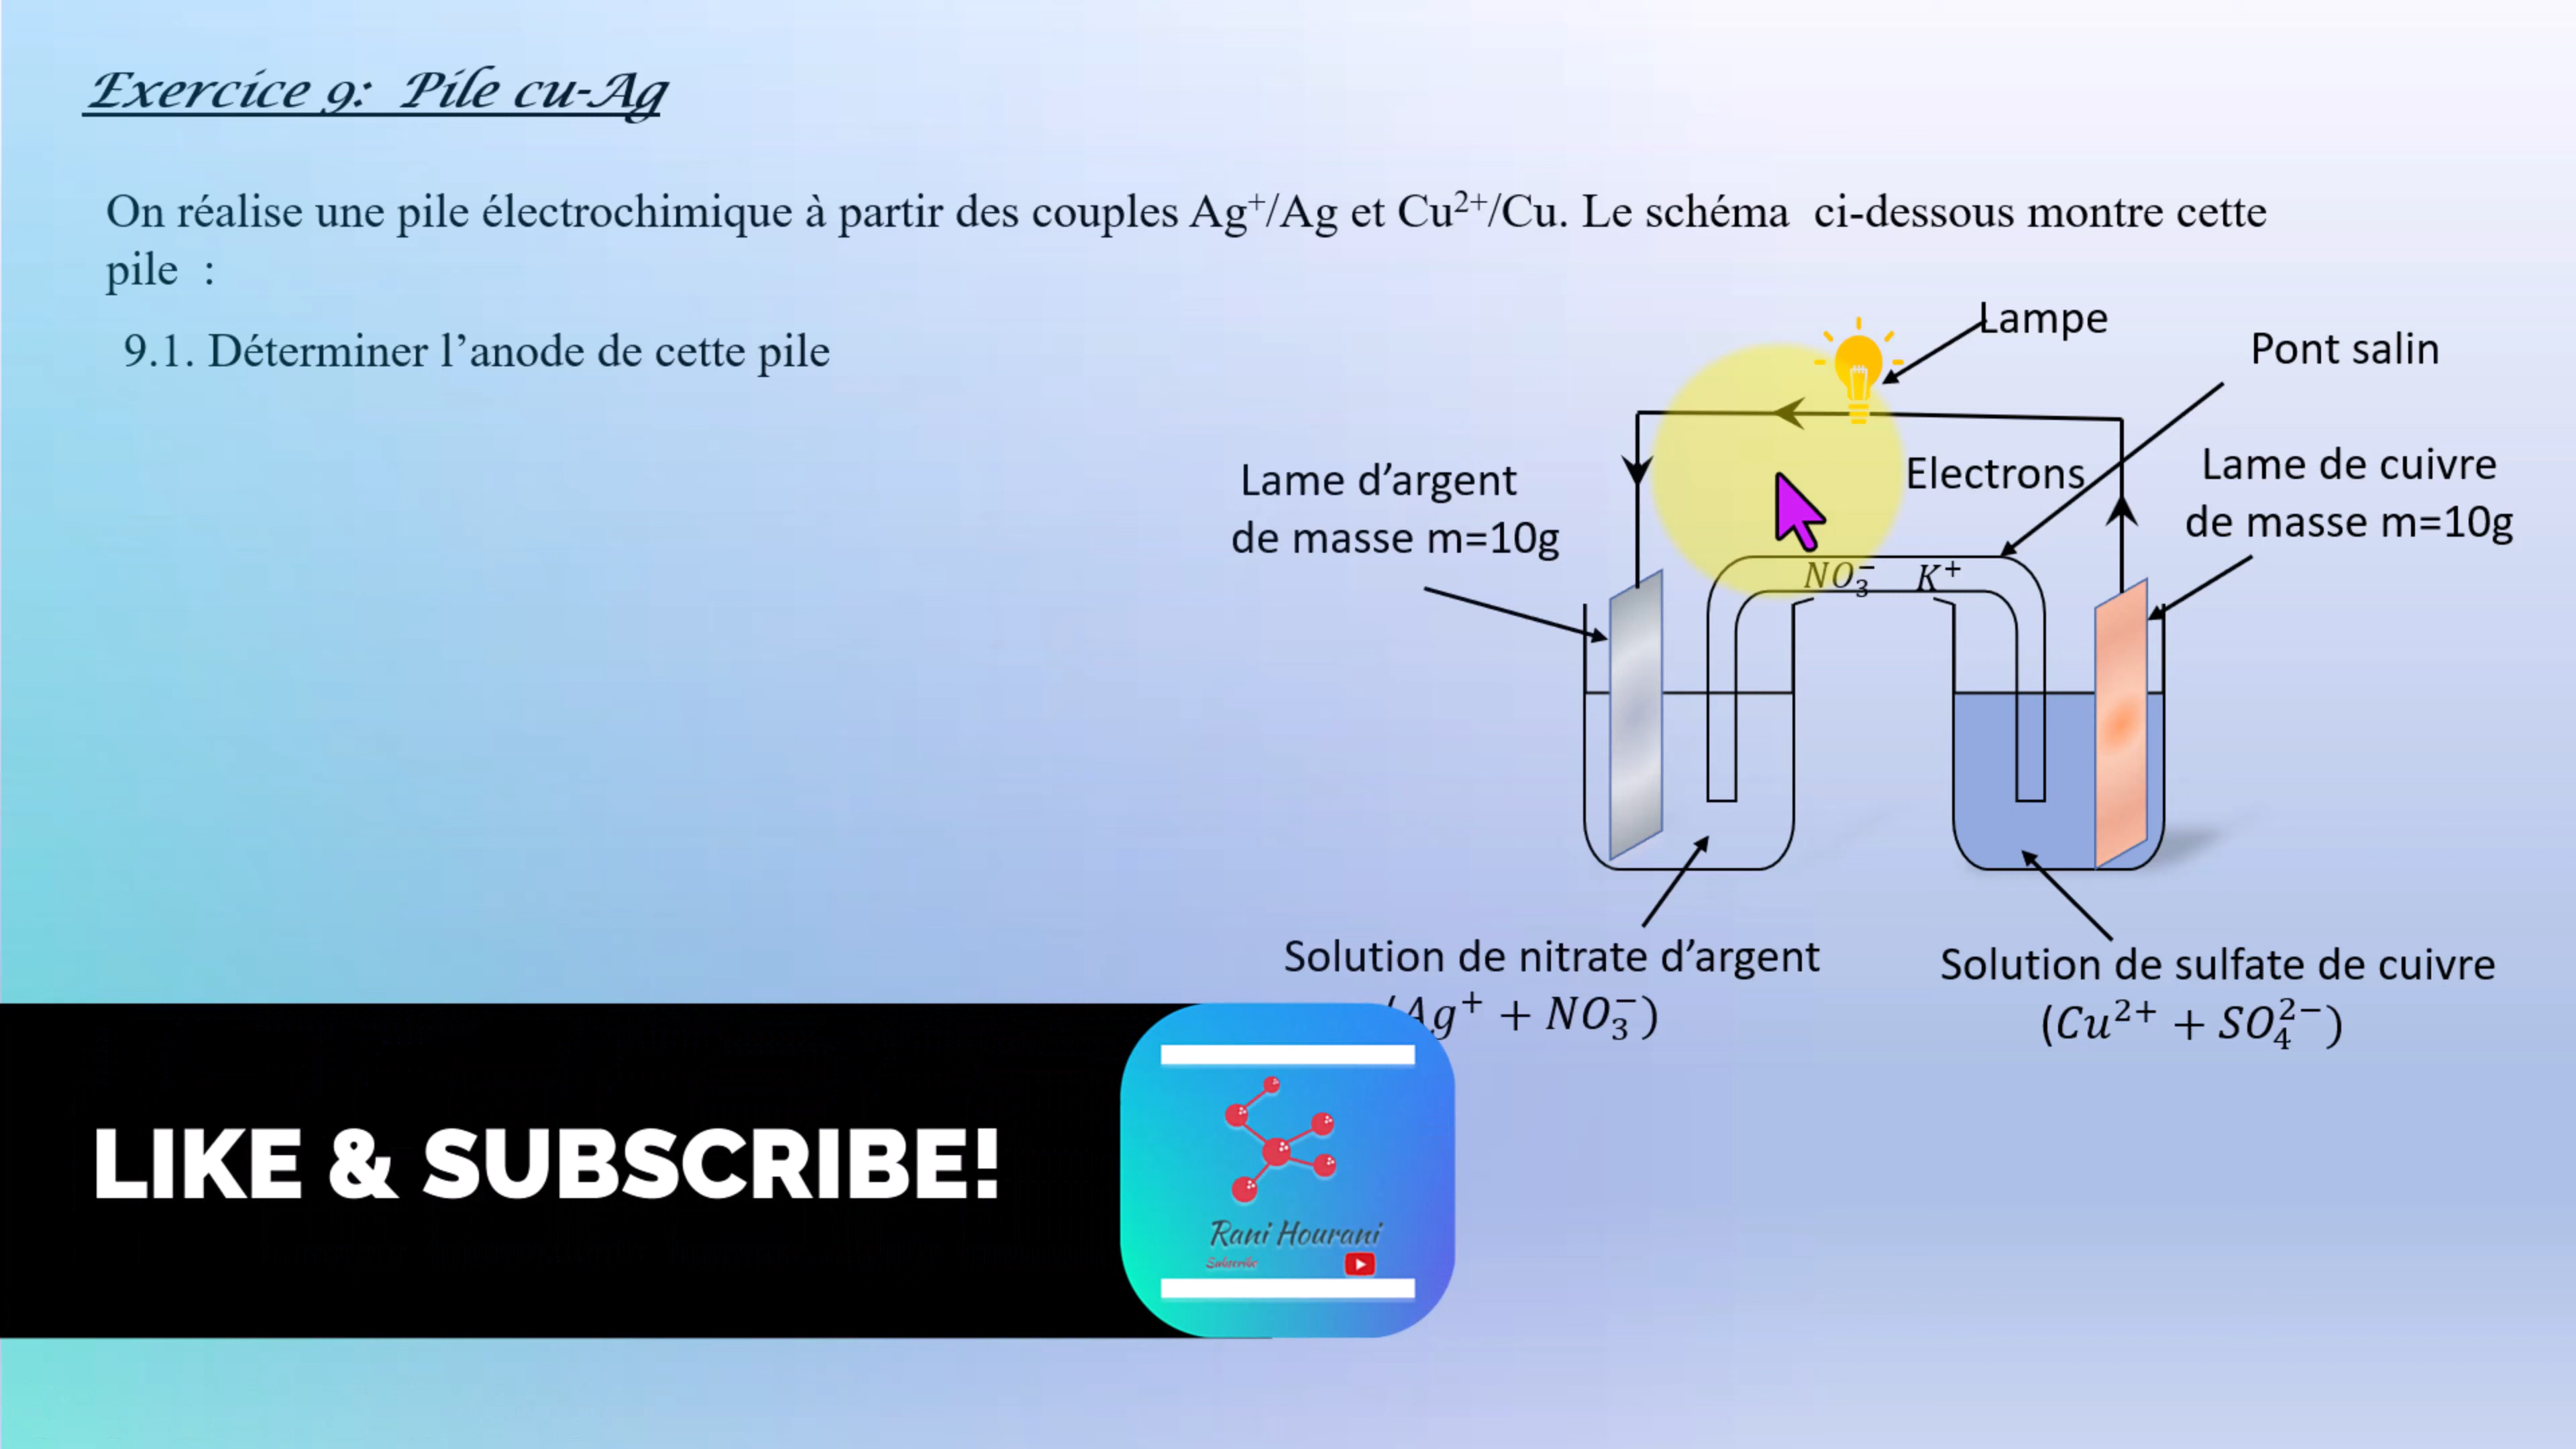 Exercice 9: Pile cu-Ag
On réalise une pile électrochimique à partir des couples Ag⁺/Ag et Cu²⁺/Cu. Le schéma ci-dessous montre cette
pile :
9.1. Déterminer l’anode de cette pile
Lampe
Pont salin
Electrons
Lame d’argent
de masse m=10g
Lame de cuivre
de masse m=10g
NO₃⁻ K⁺
Solution de nitrate d’argent
(Ag⁺ + NO₃⁻)
Solution de sulfate de cuivre
(Cu²⁺ + SO₄²⁻)
LIKE & SUBSCRIBE!
Rani Hourani
Subscribe